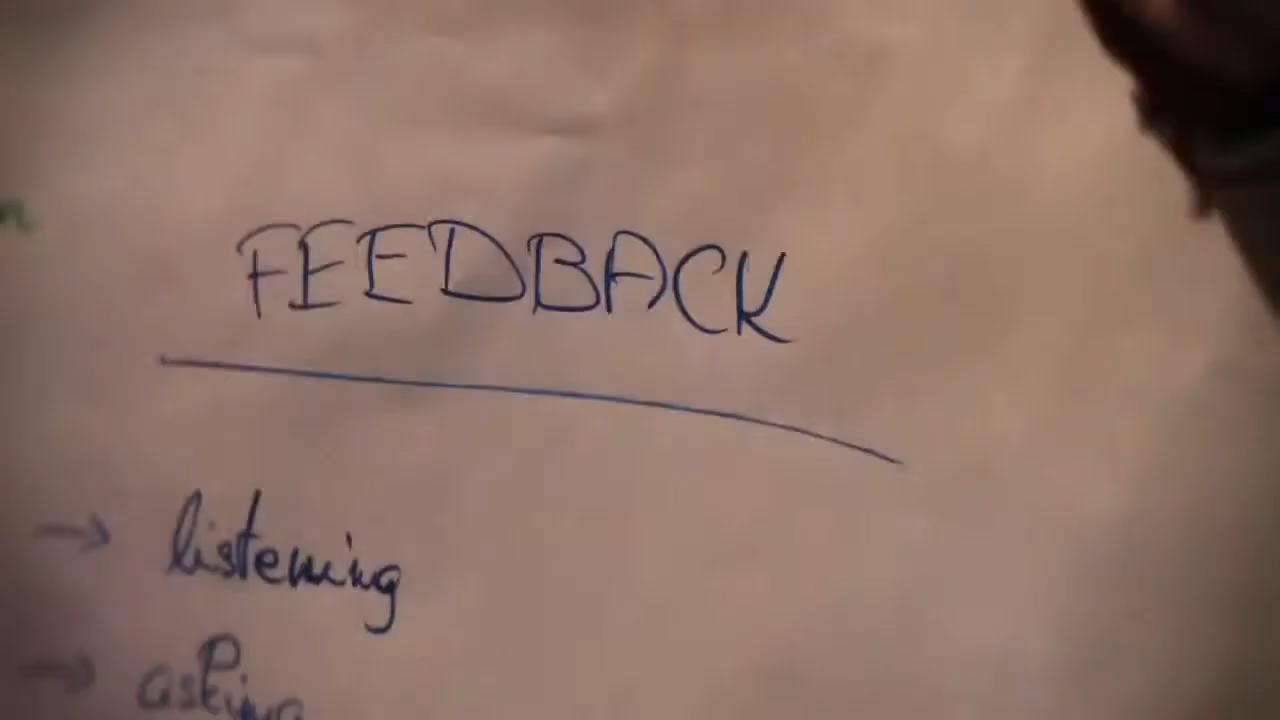 FEEDBACK
→ listening
→ asking